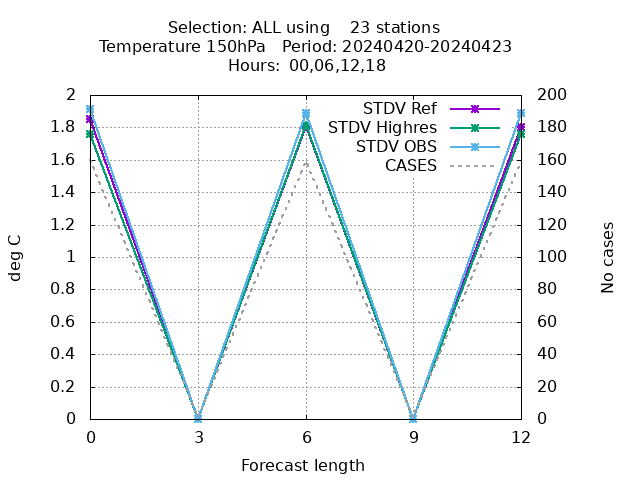 Selection: ALL using    23 stations
Temperature 150hPa   Period: 20240420-20240423
Hours: 00,06,12,18
2 200
STDV Ref
1.8 180
STDV Highres
STDV OBS
1.6 160
CASES
1.4 140
1.2 120
1 100
0.8 80
0.6 60
0.4 40
0.2 20
0 0
deg C
No cases
0 3 6 9 12
Forecast length